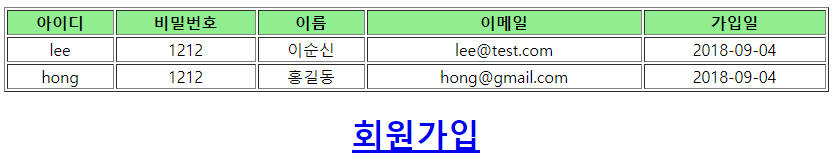 아이디 비밀번호 이름 이메일 가입일
lee 1212 이순신 lee@test.com 2018-09-04
hong 1212 홍길동 hong@gmail.com 2018-09-04
회원가입